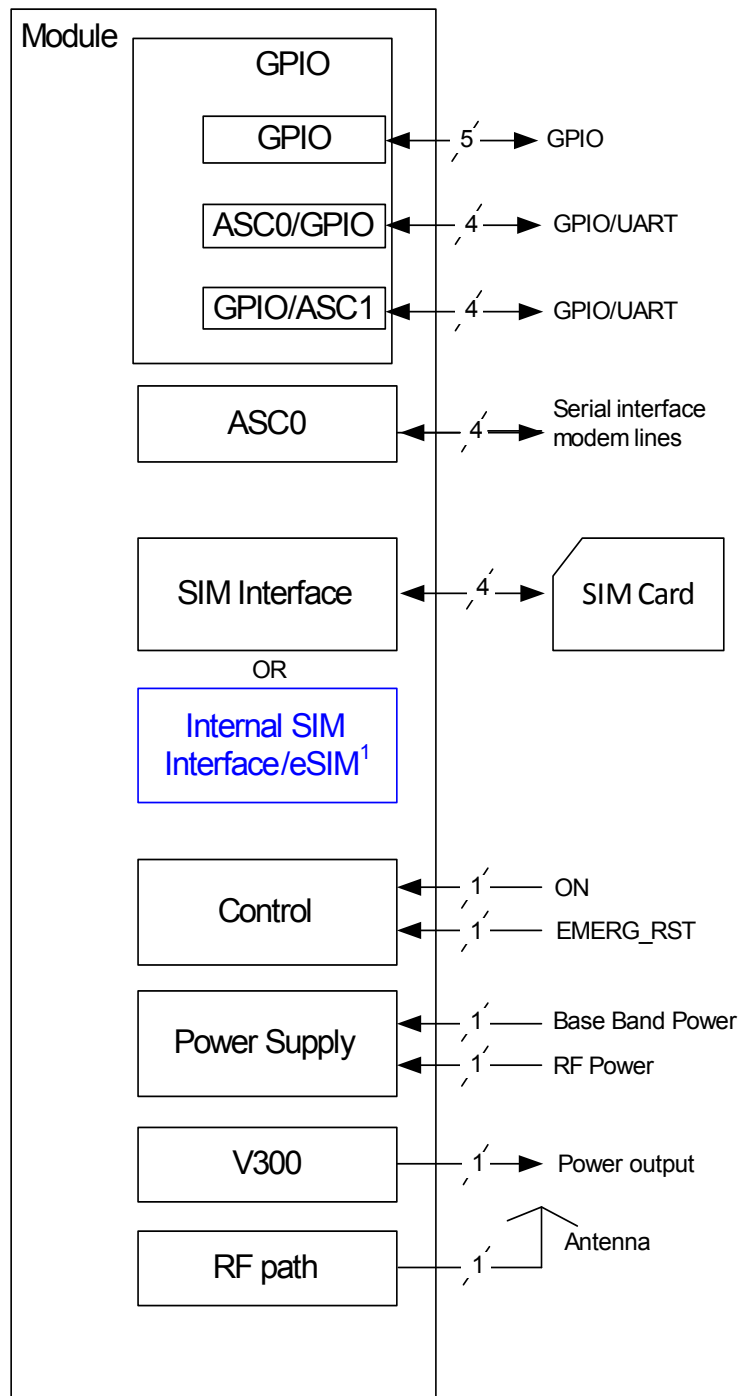 Module
GPIO
GPIO
5
GPIO
ASC0/GPIO
4
GPIO/UART
GPIO/ASC1
4
GPIO/UART
ASC0
4
Serial interface
modem lines
SIM Interface
4
SIM Card
OR
Internal SIM
Interface/eSIM1
Control
1
ON
1
EMERG_RST
Power Supply
1
Base Band Power
1
RF Power
V300
1
Power output
RF path
1
Antenna